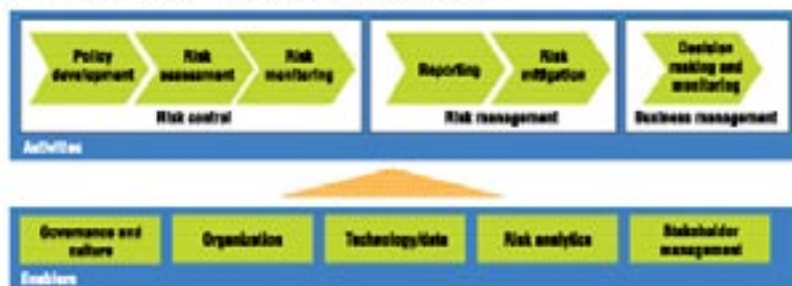 Policy
development
Risk
assessment
Risk
monitoring
Risk control
Reporting
Risk
mitigation
Risk management
Decision
making and
monitoring
Business management
Activities
Governance and
culture
Organization
Technology/data
Risk analytics
Stakeholder
management
Enablers